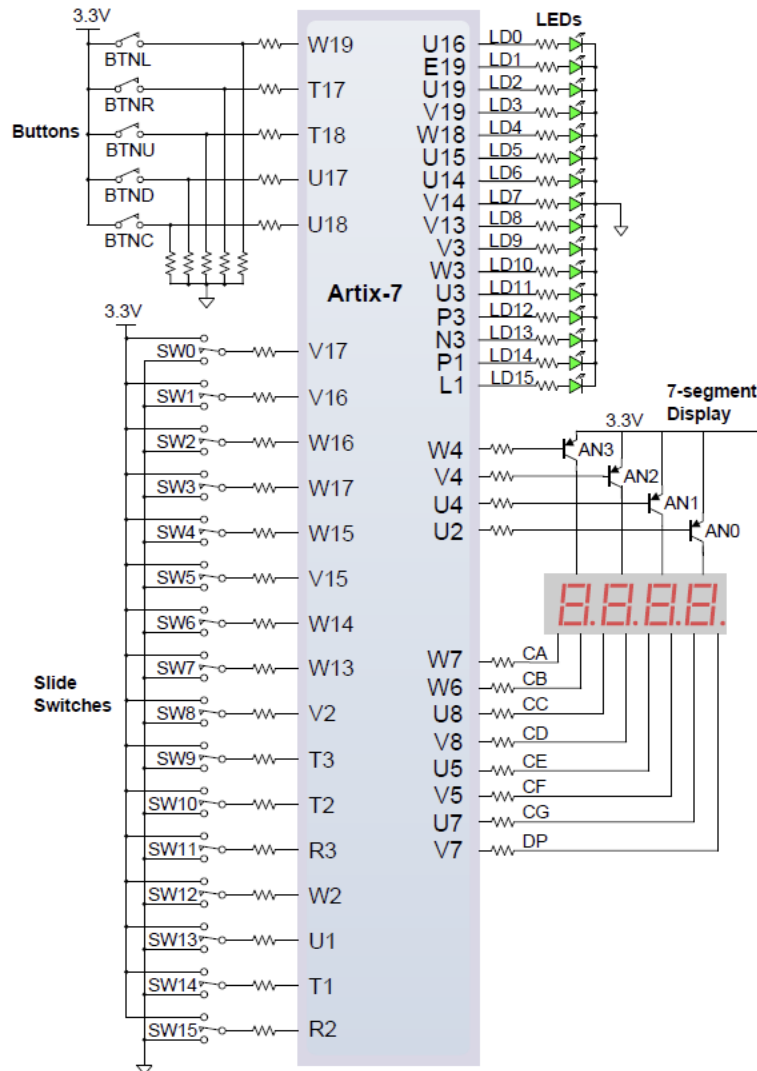 3.3V
BTNL
BTNR
Buttons
BTNU
BTND
BTNC
W19
T17
T18
U17
U18
Artix-7
LEDs
U16 LD0
E19 LD1
U19 LD2
V19 LD3
W18 LD4
U15 LD5
U14 LD6
V14 LD7
V13 LD8
V3 LD9
W3 LD10
U3 LD11
P3 LD12
N3 LD13
P1 LD14
L1 LD15
3.3V
SW0 V17
SW1 V16
SW2 W16
SW3 W17
SW4 W15
SW5 V15
SW6 W14
SW7 W13
SW8 V2
SW9 T3
SW10 T2
SW11 R3
SW12 W2
SW13 U1
SW14 T1
SW15 R2
Slide
Switches
7-segment
Display
3.3V
W4 AN3
V4 AN2
U4 AN1
U2 AN0
8.8.8.8.
W7 CA
W6 CB
U8 CC
V8 CD
U5 CE
V5 CF
U7 CG
V7 DP